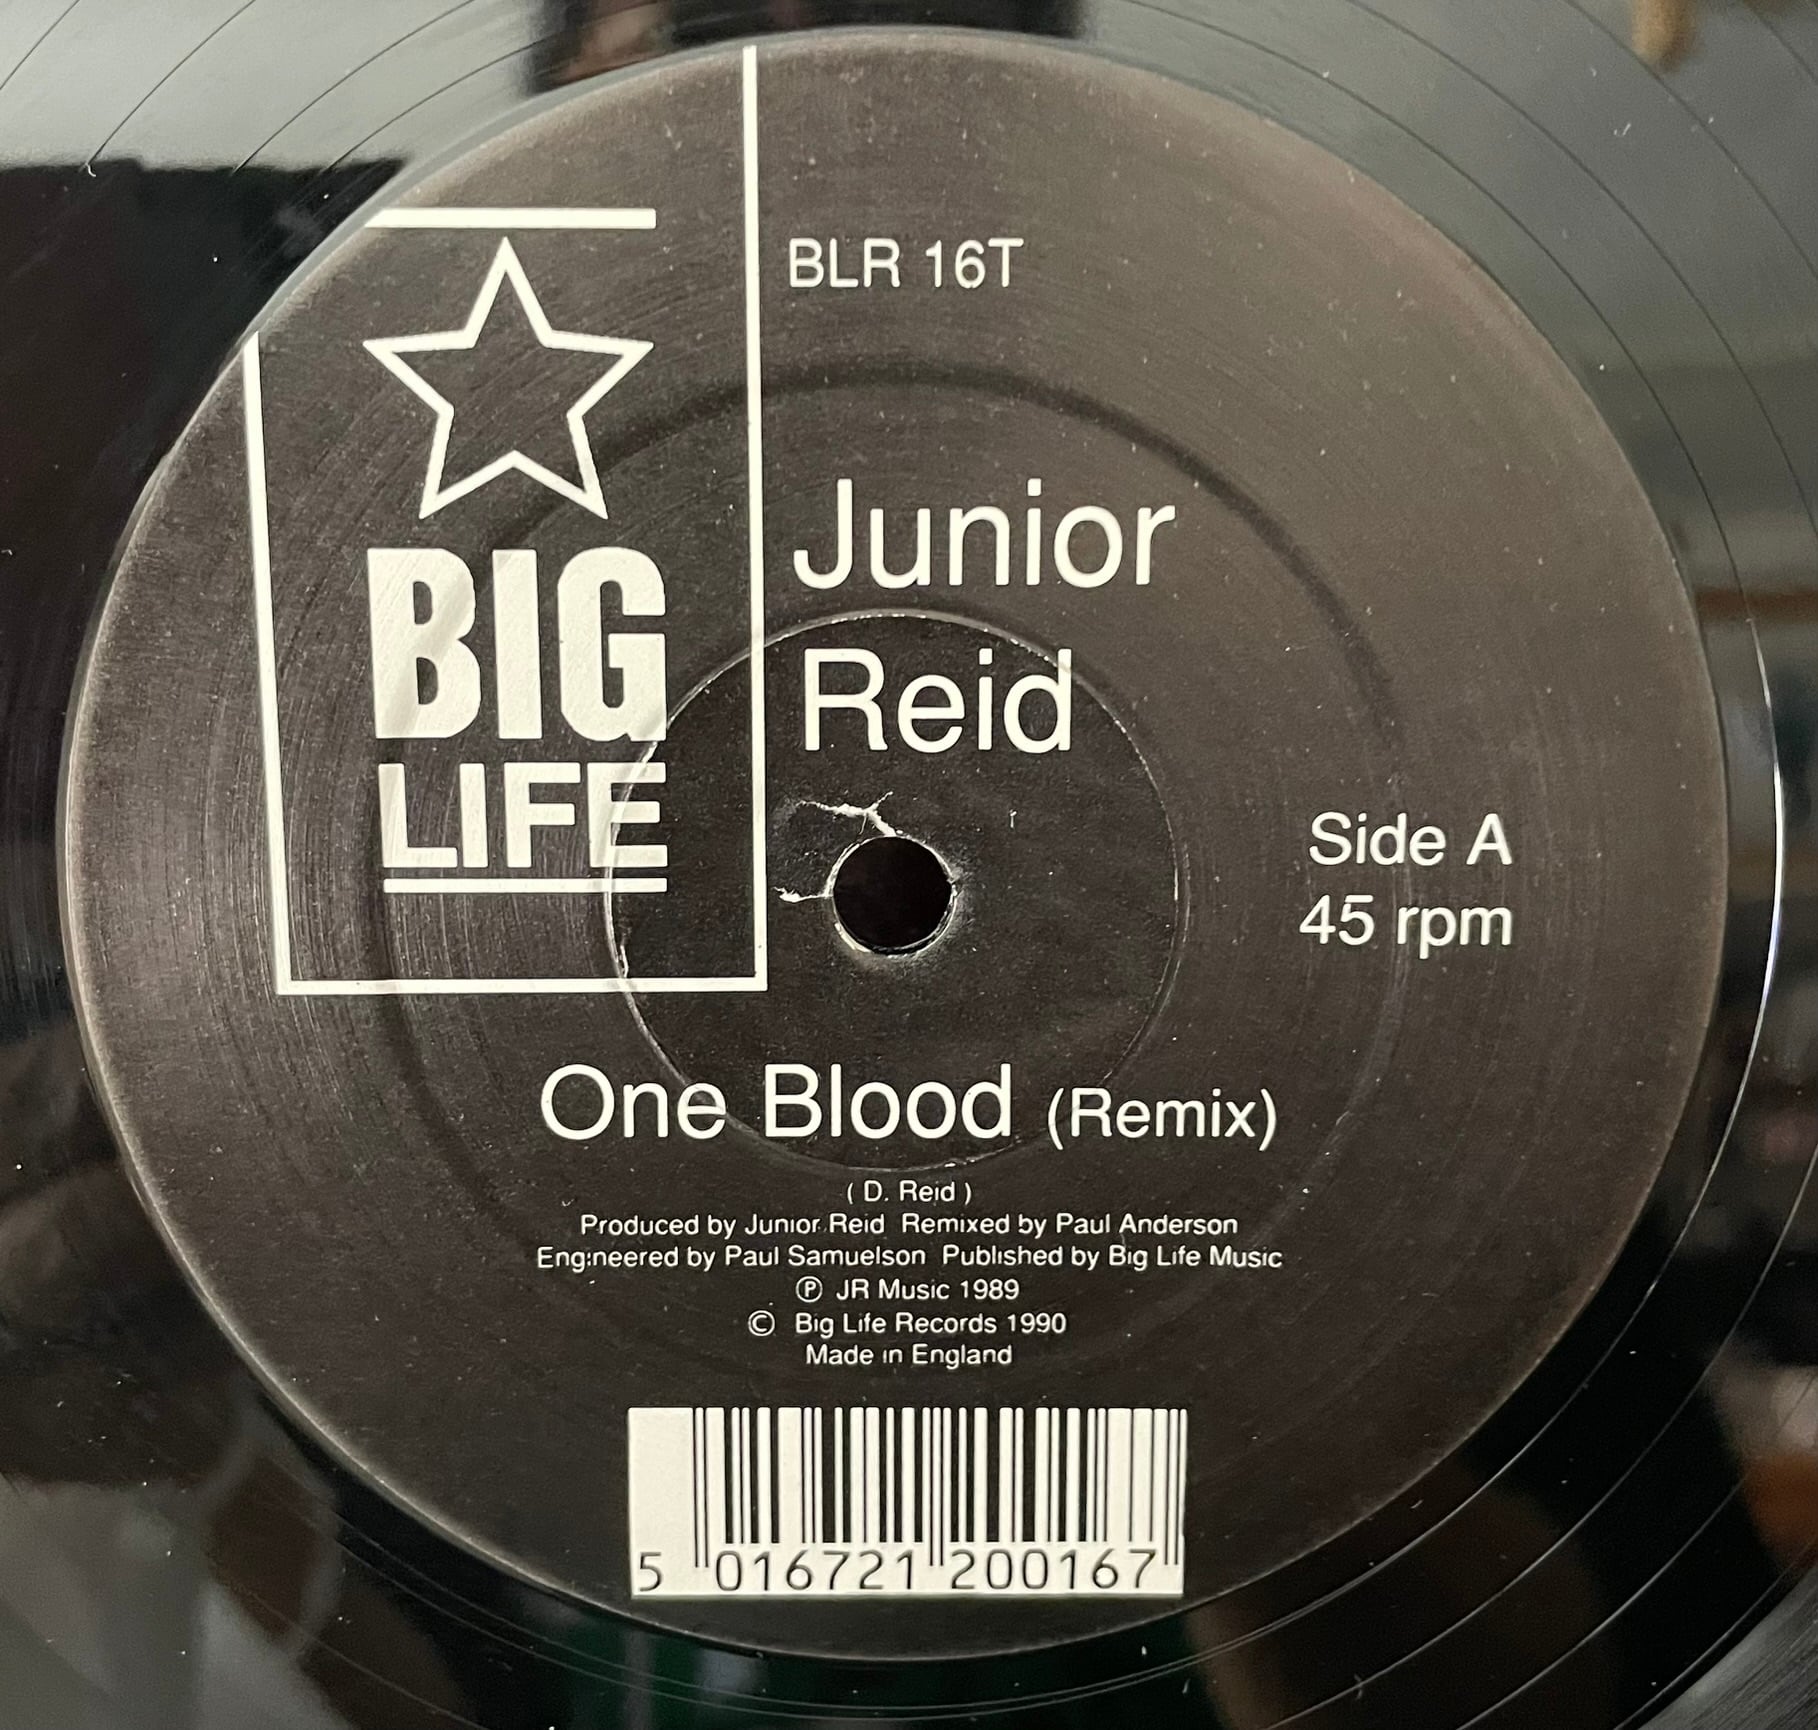 BLR 16T
BIG
LIFE
Junior
Reid
Side A
45 rpm
One Blood (Remix)
( D. Reid )
Produced by Junior Reid Remixed by Paul Anderson
Engineered by Paul Samuelson Published by Big Life Music
℗ JR Music 1989
© Big Life Records 1990
Made in England
5 016721 200167